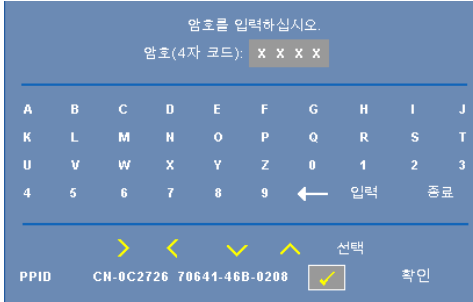 암호를 입력하십시오.
암호(4자 코드): X X X X
A B C D E F G H I J
K L M N O P Q R S T
U V W X Y Z 0 1 2 3
4 5 6 7 8 9 ← 입력 종료
> < ∨ ∧ 선택
PPID CN-0C2726 70641-46B-0208 ✓ 확인